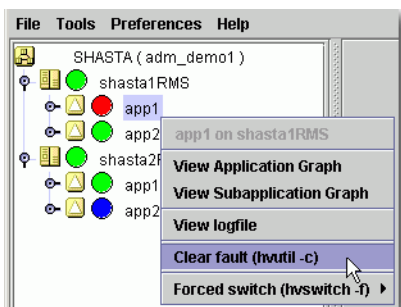 File Tools Preferences Help
SHASTA ( adm_demo1 )
shasta1RMS
app1
app2
app1 on shasta1RMS
View Application Graph
View Subapplication Graph
View logfile
Clear fault (hvutil -c)
Forced switch (hvswitch -f)
shasta2
app1
app2